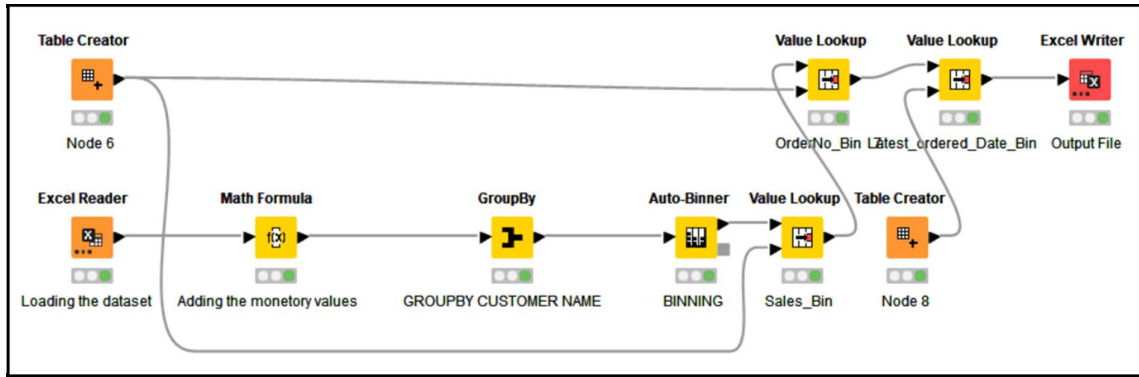 Table Creator
Value Lookup
Value Lookup
Excel Writer
Node 6
OrderNo_Bin
Latest_ordered_Date_Bin
Output File
Excel Reader
Math Formula
GroupBy
Auto-Binner
Value Lookup
Table Creator
f(x)
Loading the dataset
Adding the monetory values
GROUPBY CUSTOMER NAME
BINNING
Sales_Bin
Node 8